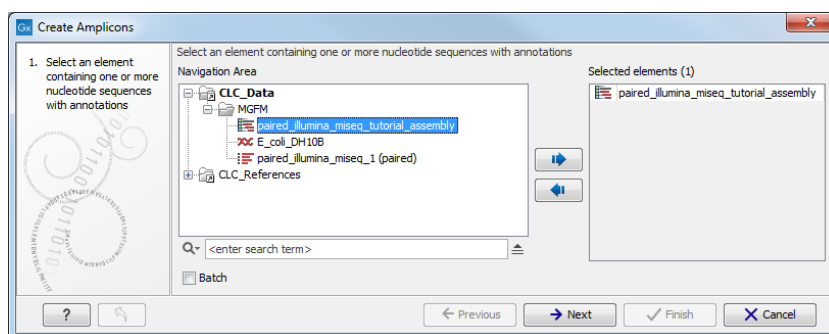 Gx Create Amplicons
Select an element containing one or more nucleotide sequences with annotations
1. Select an element
containing one or more
nucleotide sequences
with annotations
Navigation Area
CLC_Data
MGFM
paired_illumina_miseq_tutorial_assembly
E_coli_DH10B
paired_illumina_miseq_1 (paired)
CLC_References
<enter search term>
Batch
Selected elements (1)
paired_illumina_miseq_tutorial_assembly
?
Previous
Next
Finish
Cancel